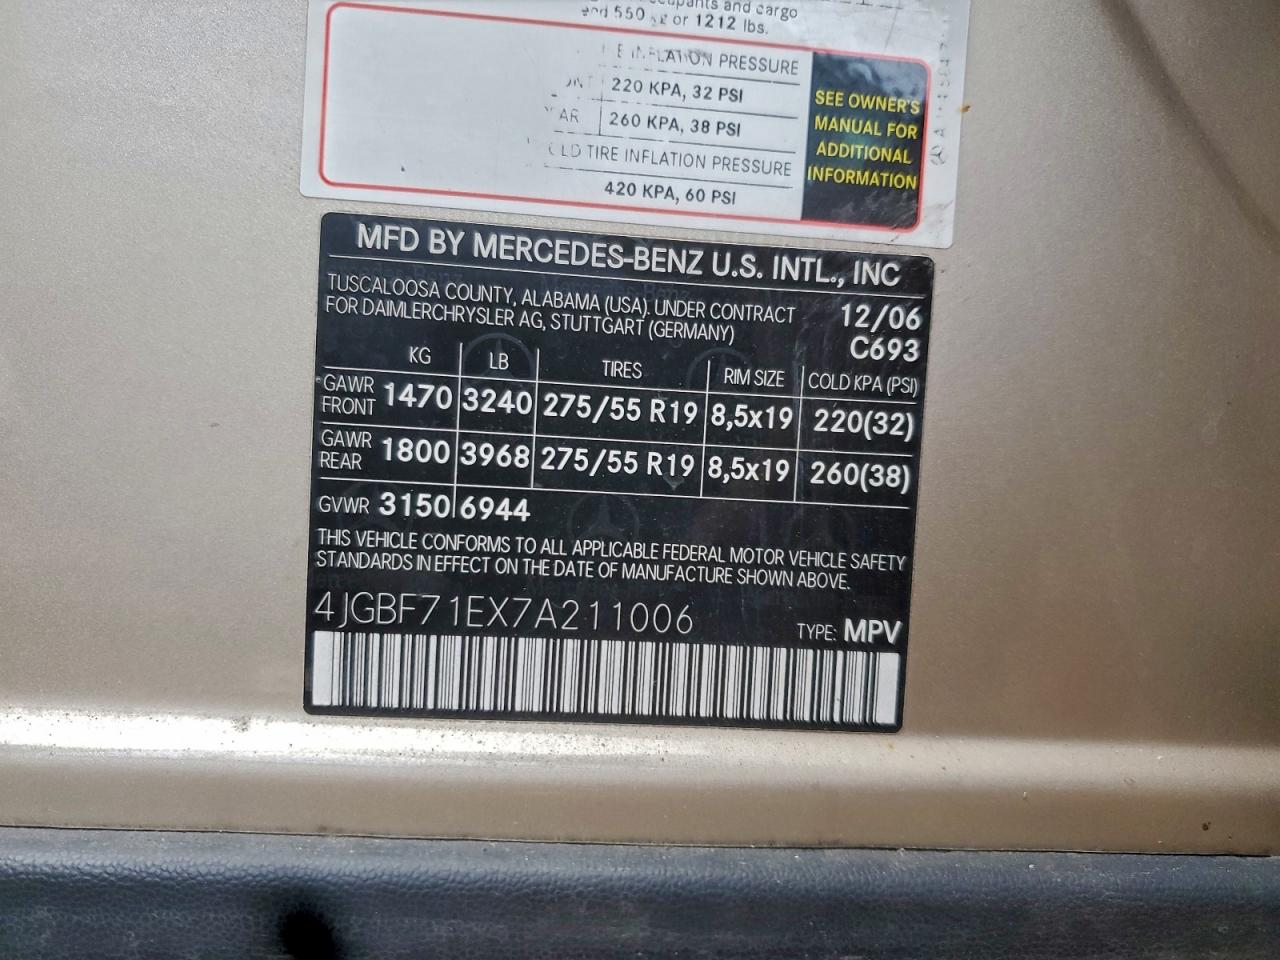 occupants and cargo
550 kg or 1212 lbs.
INFLATION PRESSURE
220 KPA, 32 PSI
260 KPA, 38 PSI
TIRE INFLATION PRESSURE
420 KPA, 60 PSI
SEE OWNER'S
MANUAL FOR
ADDITIONAL
INFORMATION
MFD BY MERCEDES-BENZ U.S. INTL., INC
TUSCALOOSA COUNTY, ALABAMA (USA). UNDER CONTRACT
FOR DAIMLERCHRYSLER AG, STUTTGART (GERMANY)
12/06
C693
KG LB TIRES RIM SIZE COLD KPA (PSI)
GAWR FRONT 1470 3240 275/55 R19 8,5x19 220(32)
GAWR REAR 1800 3968 275/55 R19 8,5x19 260(38)
GVWR 3150 6944
THIS VEHICLE CONFORMS TO ALL APPLICABLE FEDERAL MOTOR VEHICLE SAFETY
STANDARDS IN EFFECT ON THE DATE OF MANUFACTURE SHOWN ABOVE.
4JGBF71EX7A211006
TYPE: MPV